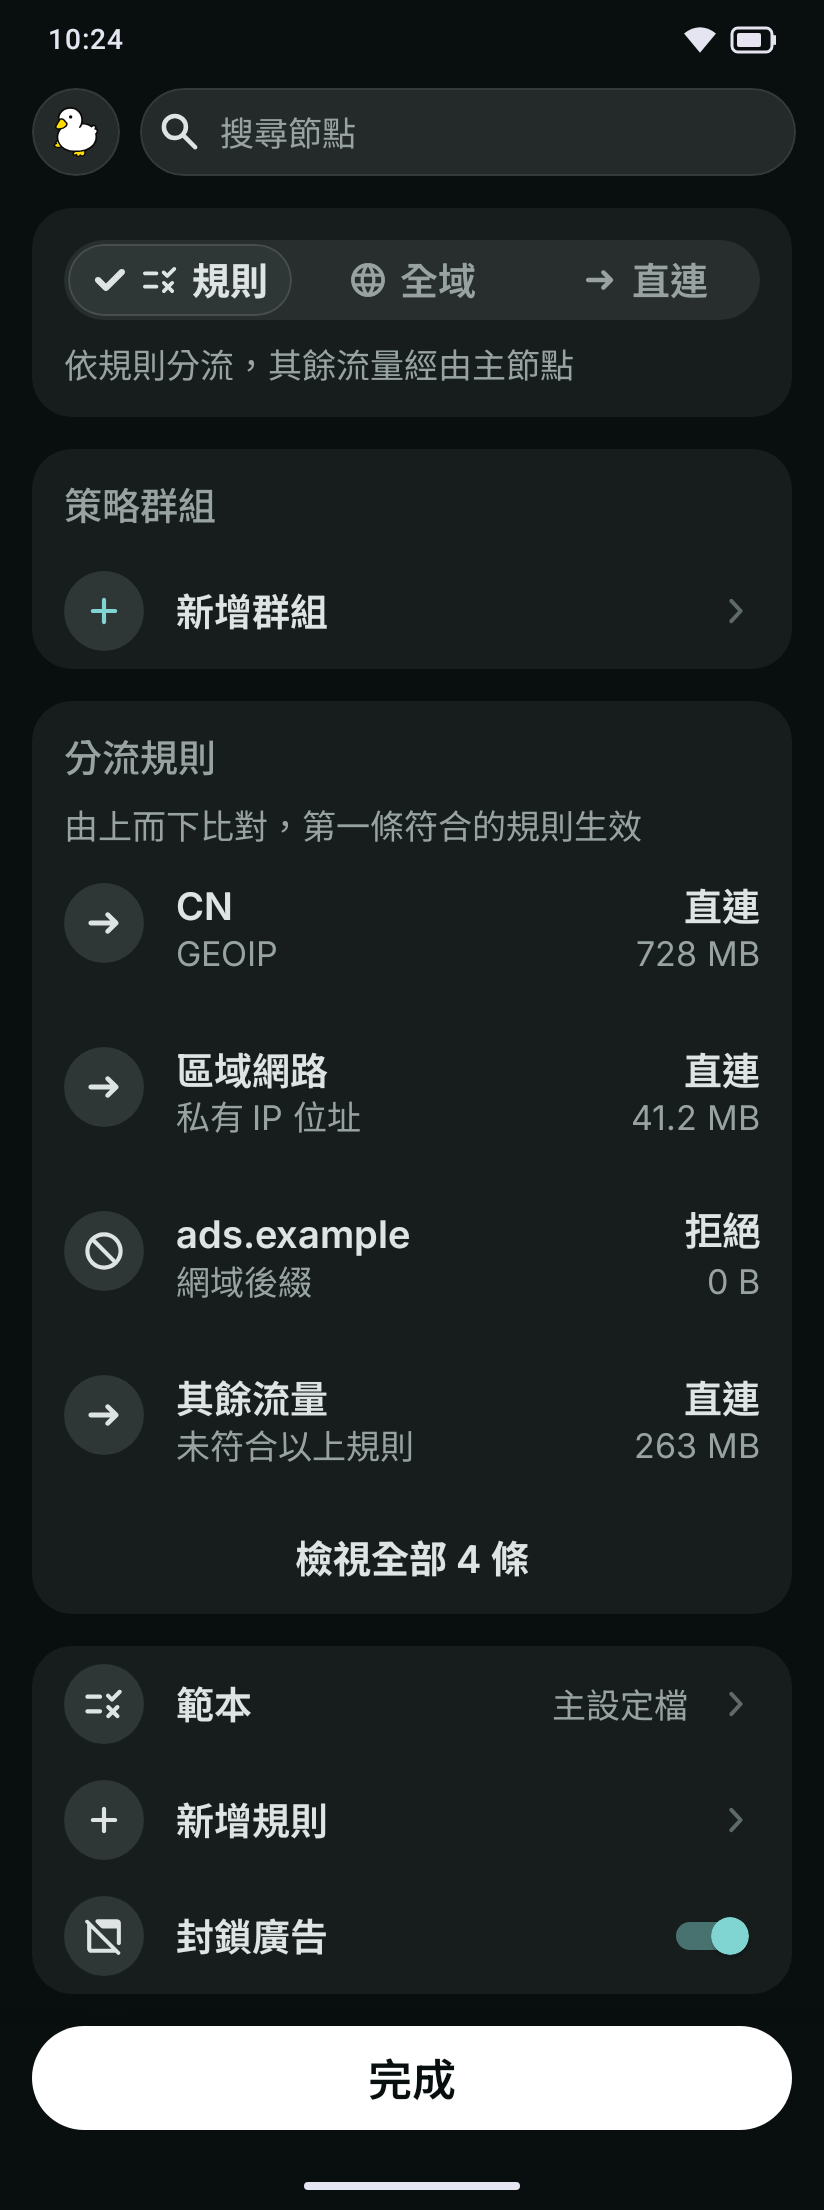 10:24
搜尋節點
規則
全域
直連
依規則分流，其餘流量經由主節點
策略群組
新增群組
分流規則
由上而下比對，第一條符合的規則生效
CN
直連
GEOIP
728 MB
區域網路
直連
私有 IP 位址
41.2 MB
ads.example
拒絕
網域後綴
0 B
其餘流量
直連
未符合以上規則
263 MB
檢視全部 4 條
範本
主設定檔
新增規則
封鎖廣告
完成